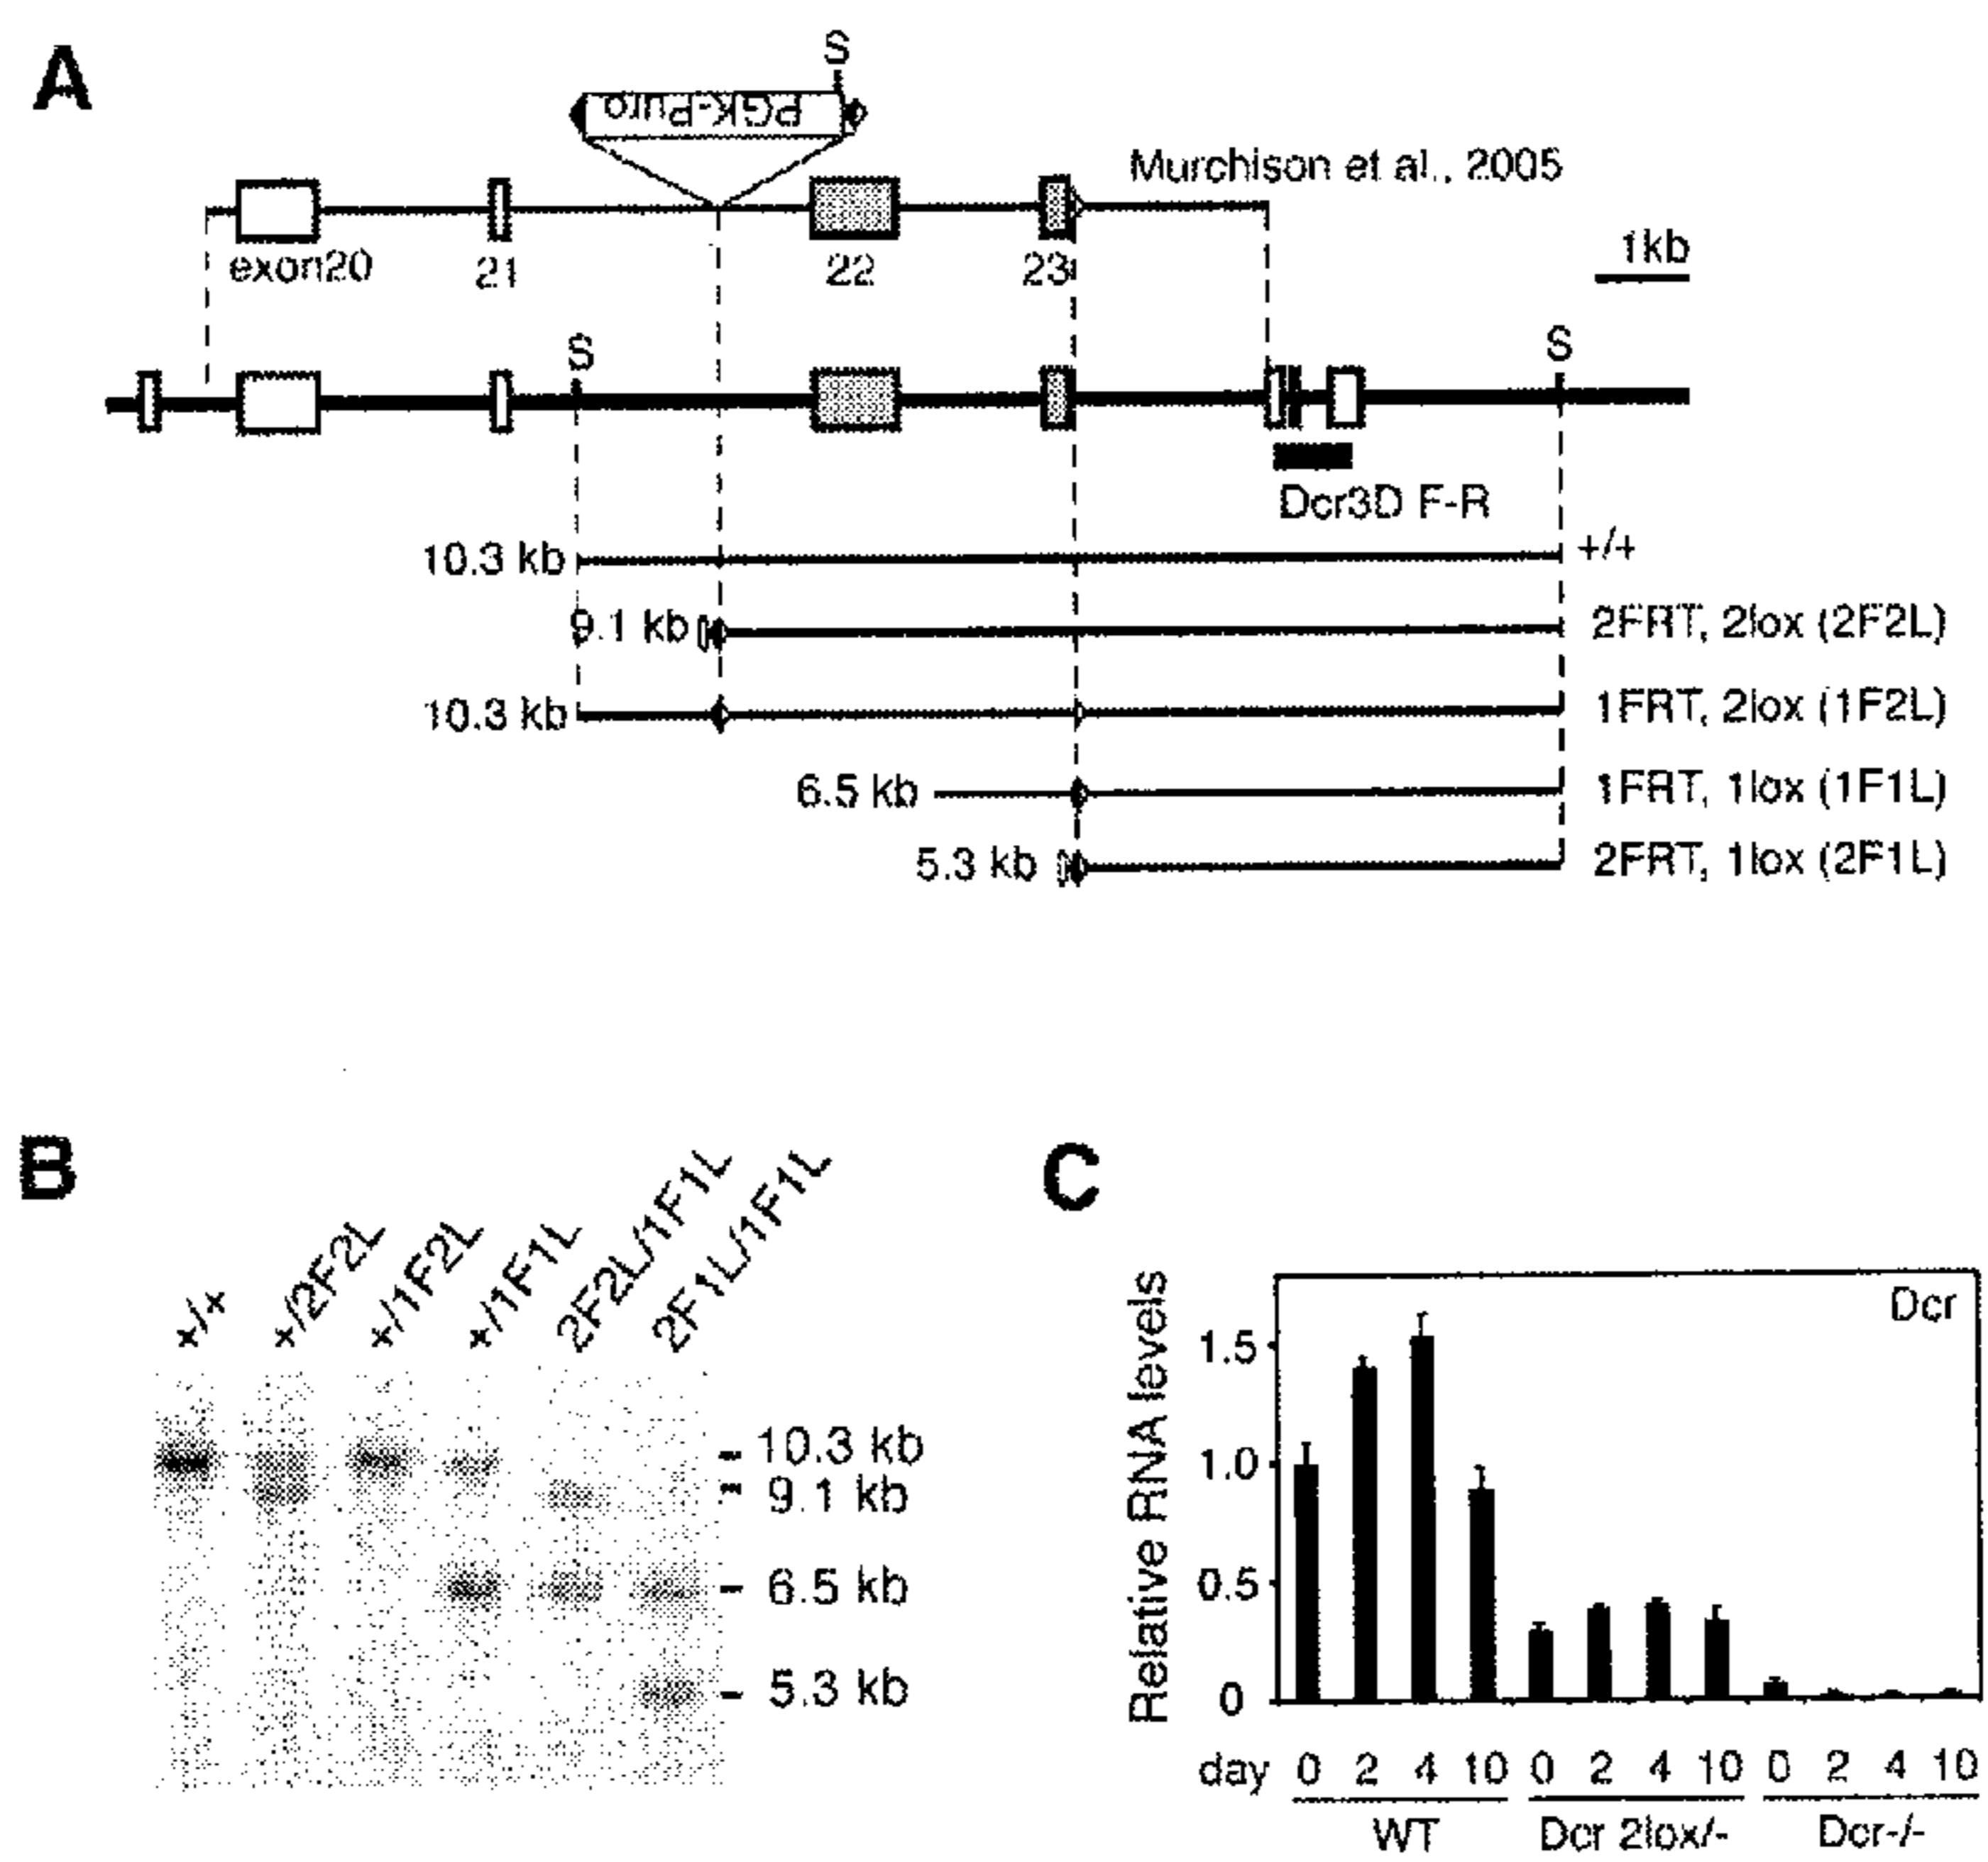 A
S
PGK-Puro
Murchison et al., 2005
exon20
21
22
23
1kb
S
S
Dcr3D F-R
10.3 kb
+/+
9.1 kb
2FRT, 2lox (2F2L)
10.3 kb
1FRT, 2lox (1F2L)
6.5 kb
1FRT, 1lox (1F1L)
5.3 kb
2FRT, 1lox (2F1L)
B
+/+
+/2F2L
+/1F2L
+/1F1L
2F2L/1F1L
2F1L/1F1L
- 10.3 kb
- 9.1 kb
- 6.5 kb
- 5.3 kb
C
Dcr
Relative RNA levels
1.5
1.0
0.5
0
day 0 2 4 10 0 2 4 10 0 2 4 10
WT Dcr 2lox/- Dcr-/-